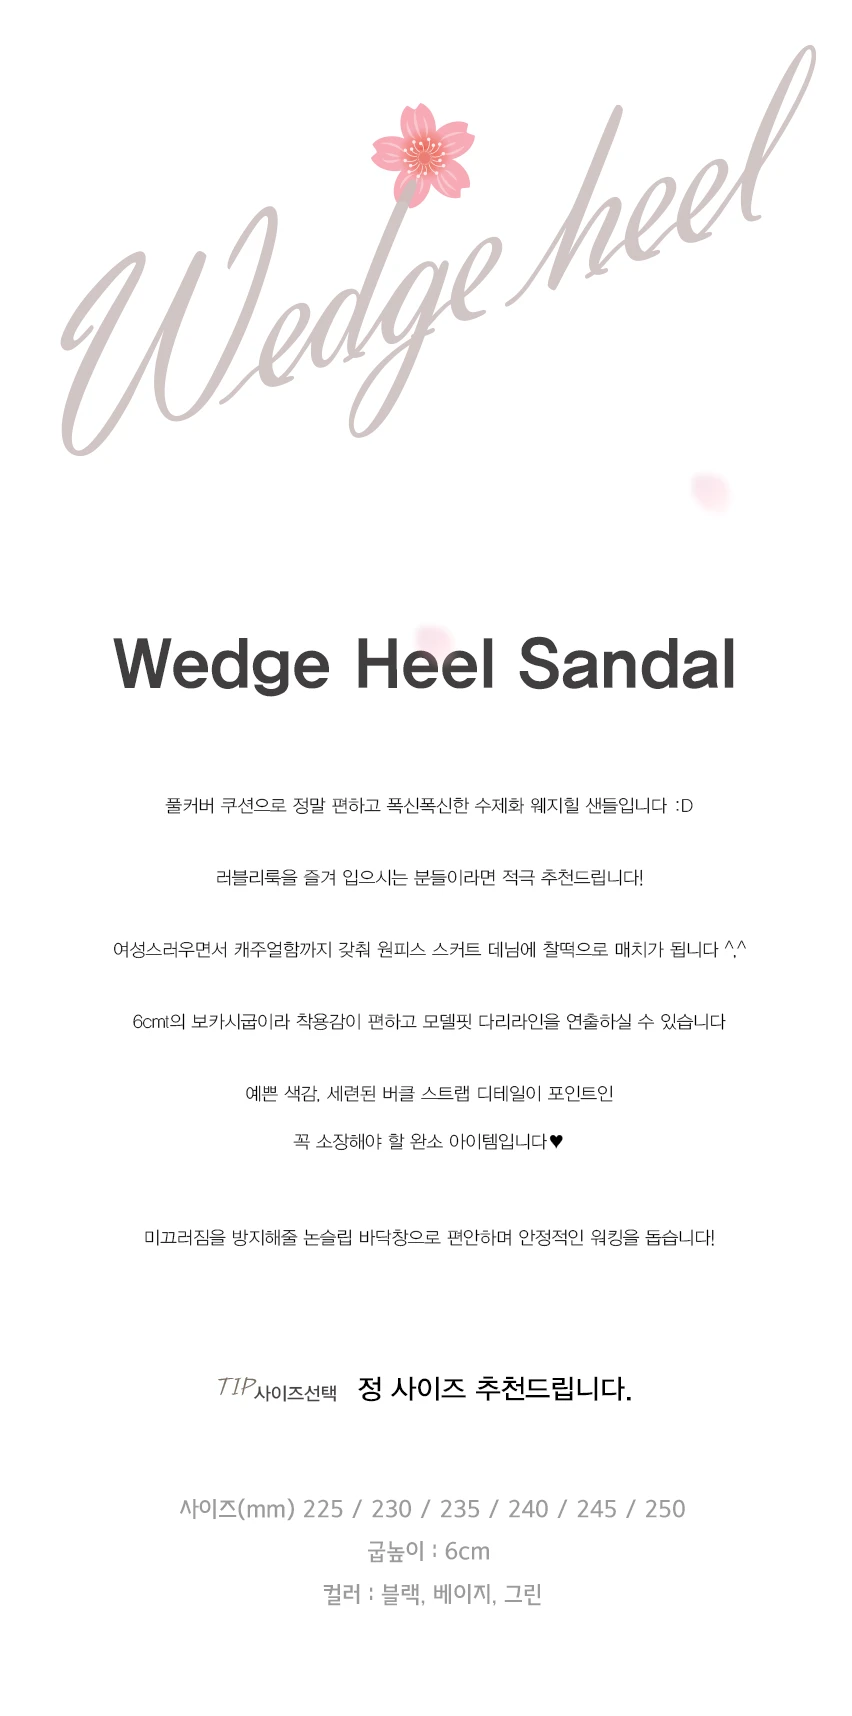 Wedge heel
Wedge Heel Sandal
풀커버 쿠션으로 정말 편하고 폭신폭신한 수제화 웨지힐 샌들입니다 :D
러블리룩을 즐겨 입으시는 분들이라면 적극 추천드립니다!
여성스러우면서 캐주얼함까지 갖춰 원피스 스커트 데님에 찰떡으로 매치가 됩니다 ^.^
6cmt의 보카시굽이라 착용감이 편하고 모델핏 다리라인을 연출하실 수 있습니다
예쁜 색감, 세련된 버클 스트랩 디테일이 포인트인
꼭 소장해야 할 완소 아이템입니다♥
미끄러짐을 방지해줄 논슬립 바닥창으로 편안하며 안정적인 워킹을 돕습니다!
TIP사이즈선택 정 사이즈 추천드립니다.
사이즈(mm) 225 / 230 / 235 / 240 / 245 / 250
굽높이 : 6cm
컬러 : 블랙, 베이지, 그린